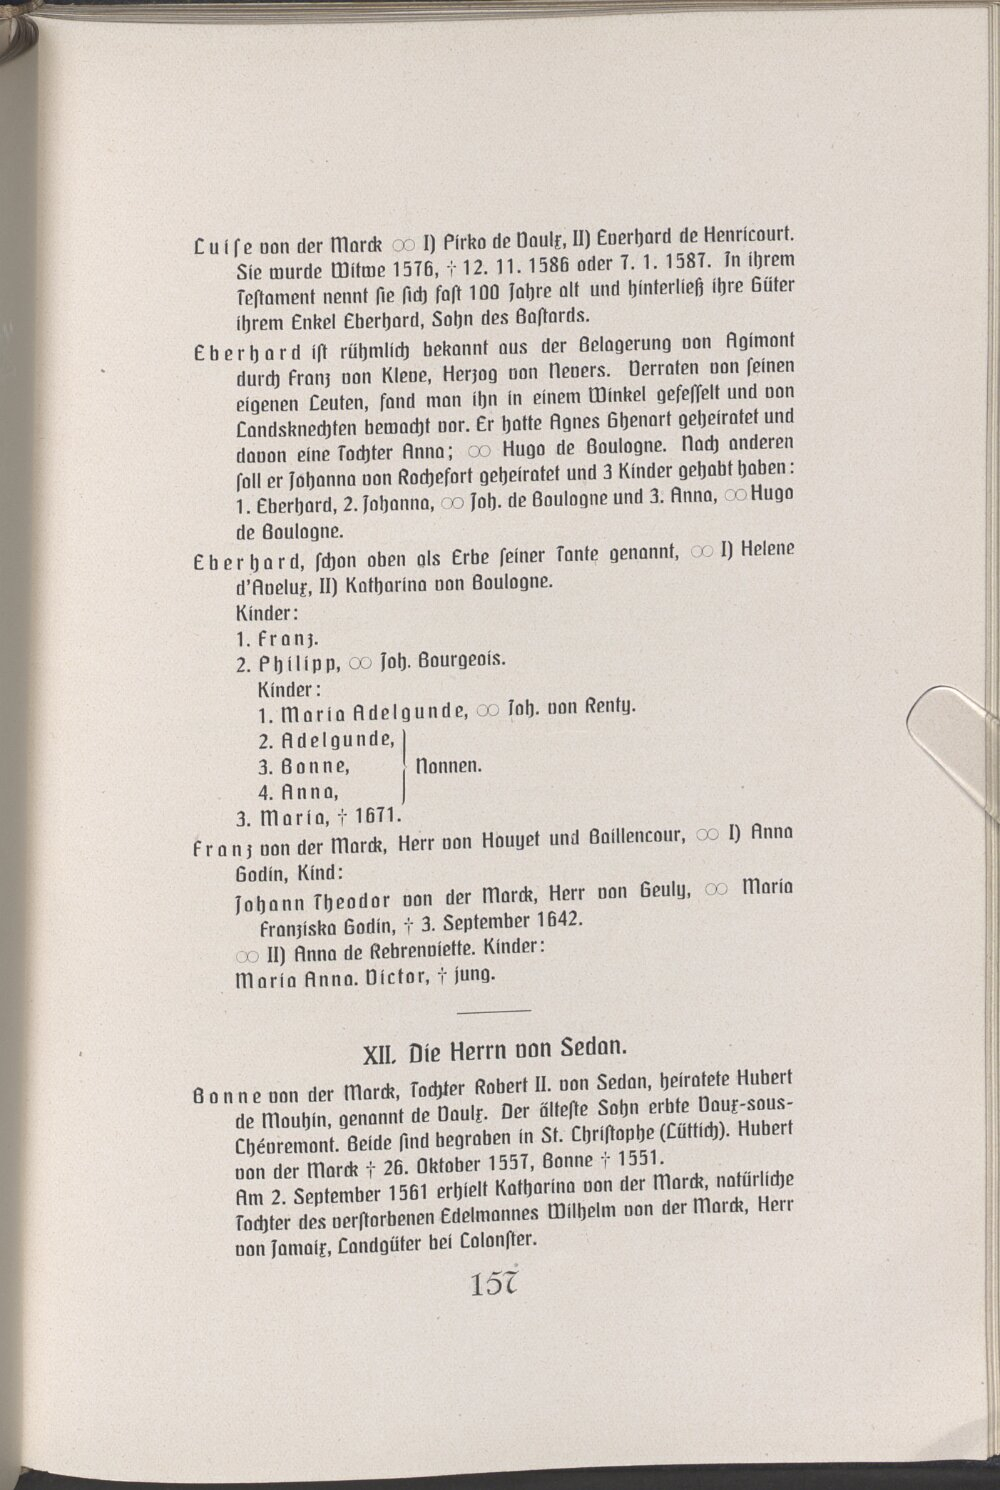 Luiſe von der Marck ∞ I) Pirko de Vaulx, II) Everhard de Henricourt.
Sie wurde Witwe 1576, † 12. 11. 1586 oder 7. 1. 1587. In ihrem
Teſtament nennt ſie ſich faſt 100 Jahre alt und hinterließ ihre Güter
ihrem Enkel Eberhard, Sohn des Baſtards.
Eberhard iſt rühmlich bekannt aus der Belagerung von Agimont
durch Franz von Kleve, Herzog von Nevers. Verraten von ſeinen
eigenen Leuten, fand man ihn in einem Winkel gefeſſelt und von
Landsknechten bewacht vor. Er hatte Agnes Ghenart geheiratet und
davon eine Tochter Anna; ∞ Hugo de Boulogne. Nach anderen
ſoll er Johanna von Rochefort geheiratet und 3 Kinder gehabt haben:
1. Eberhard, 2. Johanna, ∞ Joh. de Boulogne und 3. Anna, ∞ Hugo
de Boulogne.
Eberhard, ſchon oben als Erbe ſeiner Tante genannt, ∞ I) Helene
d'Avelux, II) Katharina von Boulogne.
Kinder:
1. Franz.
2. Philipp, ∞ Joh. Bourgeois.
Kinder:
1. Maria Adelgunde, ∞ Joh. von Renty.
2. Adelgunde,
3. Bonne, Nonnen.
4. Anna,
3. Maria, † 1671.
Franz von der Marck, Herr von Houyet und Baillencour, ∞ I) Anna
Godin, Kind:
Johann Theodor von der Marck, Herr von Geuly, ∞ Maria
Franziska Godin, † 3. September 1642.
∞ II) Anna de Rebrenviette. Kinder:
Maria Anna. Victor, † jung.
XII. Die Herrn von Sedan.
Bonne von der Marck, Tochter Robert II. von Sedan, heiratete Hubert
de Mouhin, genannt de Vaulx. Der älteſte Sohn erbte Vaux-sous-
Chévremont. Beide ſind begraben in St. Chriſtophe (Lüttich). Hubert
von der Marck † 26. Oktober 1557, Bonne † 1551.
Am 2. September 1561 erhielt Katharina von der Marck, natürliche
Tochter des verſtorbenen Edelmannes Wilhelm von der Marck, Herr
von Jamaix, Landgüter bei Colonſter.
157